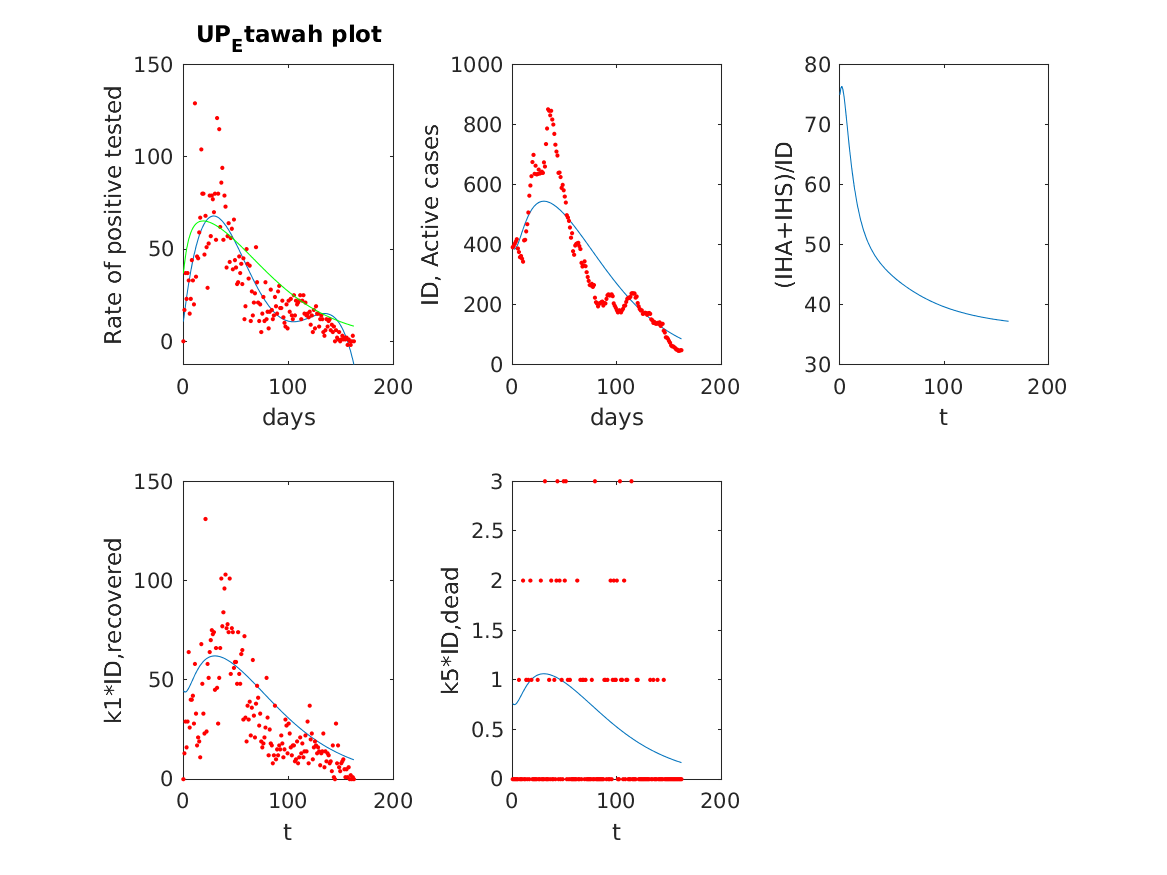 UP_Etawah plot
150
100
50
0
Rate of positive tested
0 100 200
days
1000
800
600
400
200
0
ID, Active cases
0 100 200
days
80
70
60
50
40
30
(IHA+IHS)/ID
0 100 200
t
150
100
50
0
k1*ID,recovered
0 100 200
t
3
2.5
2
1.5
1
0.5
0
k5*ID,dead
0 100 200
t